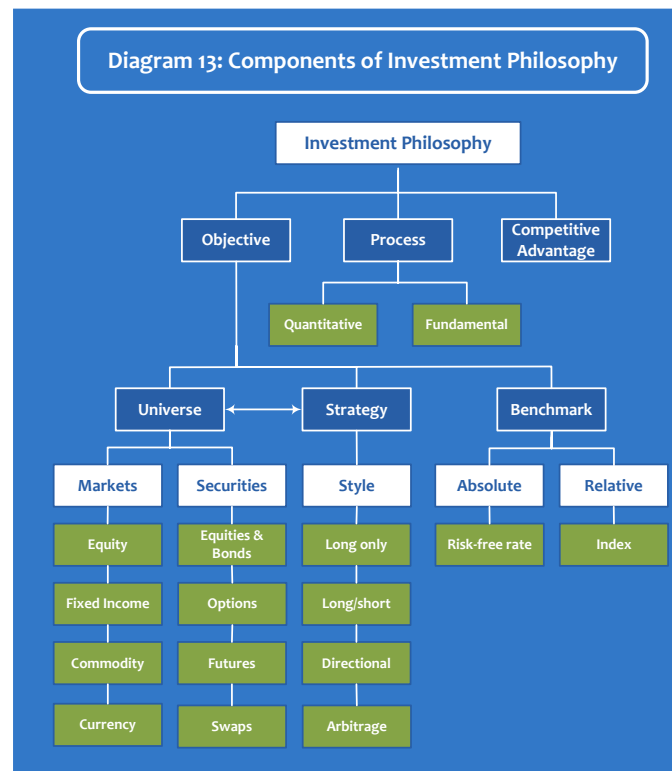 Diagram 13: Components of Investment Philosophy
Investment Philosophy
Objective
Process
Competitive
Advantage
Quantitative
Fundamental
Universe
Strategy
Benchmark
Markets
Securities
Style
Absolute
Relative
Equity
Equities &
Bonds
Long only
Risk-free rate
Index
Fixed Income
Options
Long/short
Commodity
Futures
Directional
Currency
Swaps
Arbitrage